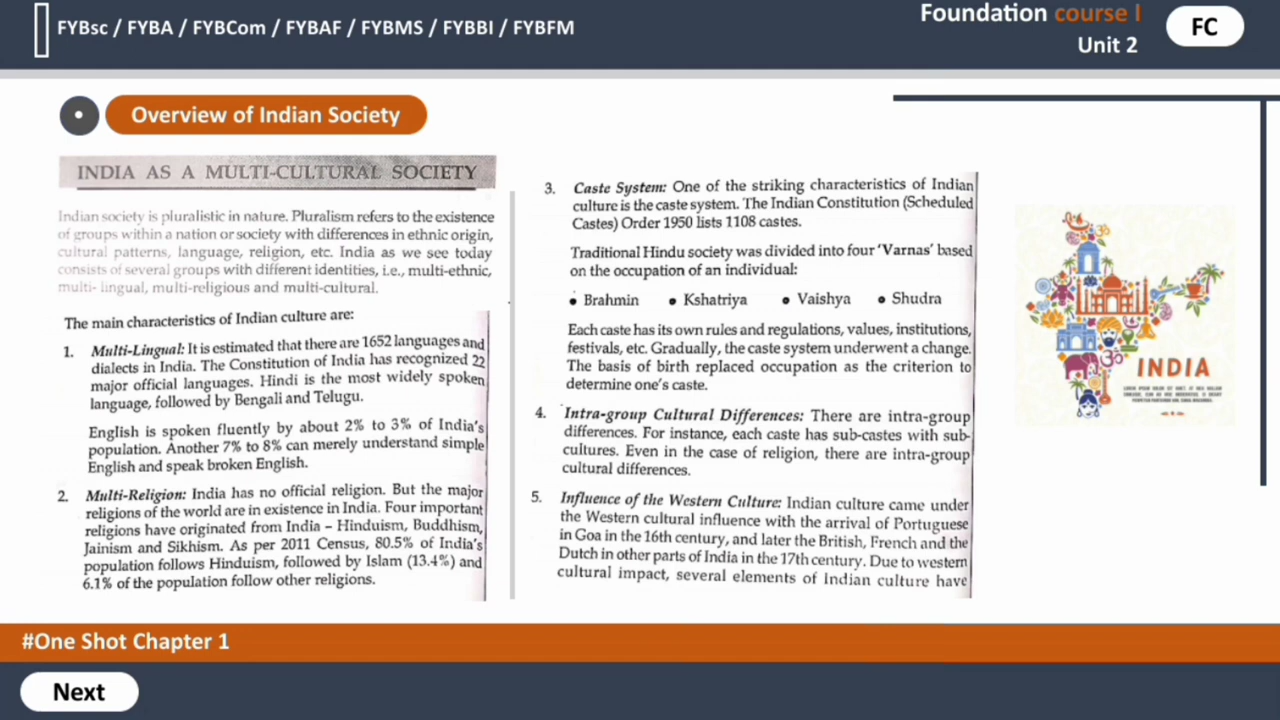 FYBsc / FYBA / FYBCom / FYBAF / FYBMS / FYBBI / FYBFM
Foundation course I
Unit 2
FC
Overview of Indian Society
INDIA AS A MULTI-CULTURAL SOCIETY
Indian society is pluralistic in nature. Pluralism refers to the existence
of groups within a nation or society with differences in ethnic origin,
cultural patterns, language, religion, etc. India as we see today
consists of several groups with different identities, i.e., multi-ethnic,
multi- lingual, multi-religious and multi-cultural.
The main characteristics of Indian culture are:
1. Multi-Lingual: It is estimated that there are 1652 languages and
dialects in India. The Constitution of India has recognized 22
major official languages. Hindi is the most widely spoken
language, followed by Bengali and Telugu.
English is spoken fluently by about 2% to 3% of India's
population. Another 7% to 8% can merely understand simple
English and speak broken English.
2. Multi-Religion: India has no official religion. But the major
religions of the world are in existence in India. Four important
religions have originated from India – Hinduism, Buddhism,
Jainism and Sikhism. As per 2011 Census, 80.5% of India's
population follows Hinduism, followed by Islam (13.4%) and
6.1% of the population follow other religions.
3. Caste System: One of the striking characteristics of Indian
culture is the caste system. The Indian Constitution (Scheduled
Castes) Order 1950 lists 1108 castes.
Traditional Hindu society was divided into four 'Varnas' based
on the occupation of an individual:
• Brahmin • Kshatriya • Vaishya • Shudra
Each caste has its own rules and regulations, values, institutions,
festivals, etc. Gradually, the caste system underwent a change.
The basis of birth replaced occupation as the criterion to
determine one's caste.
4. Intra-group Cultural Differences: There are intra-group
differences. For instance, each caste has sub-castes with sub-
cultures. Even in the case of religion, there are intra-group
cultural differences.
5. Influence of the Western Culture: Indian culture came under
the Western cultural influence with the arrival of Portuguese
in Goa in the 16th century, and later the British, French and the
Dutch in other parts of India in the 17th century. Due to western
cultural impact, several elements of Indian culture have
INDIA
#One Shot Chapter 1
Next